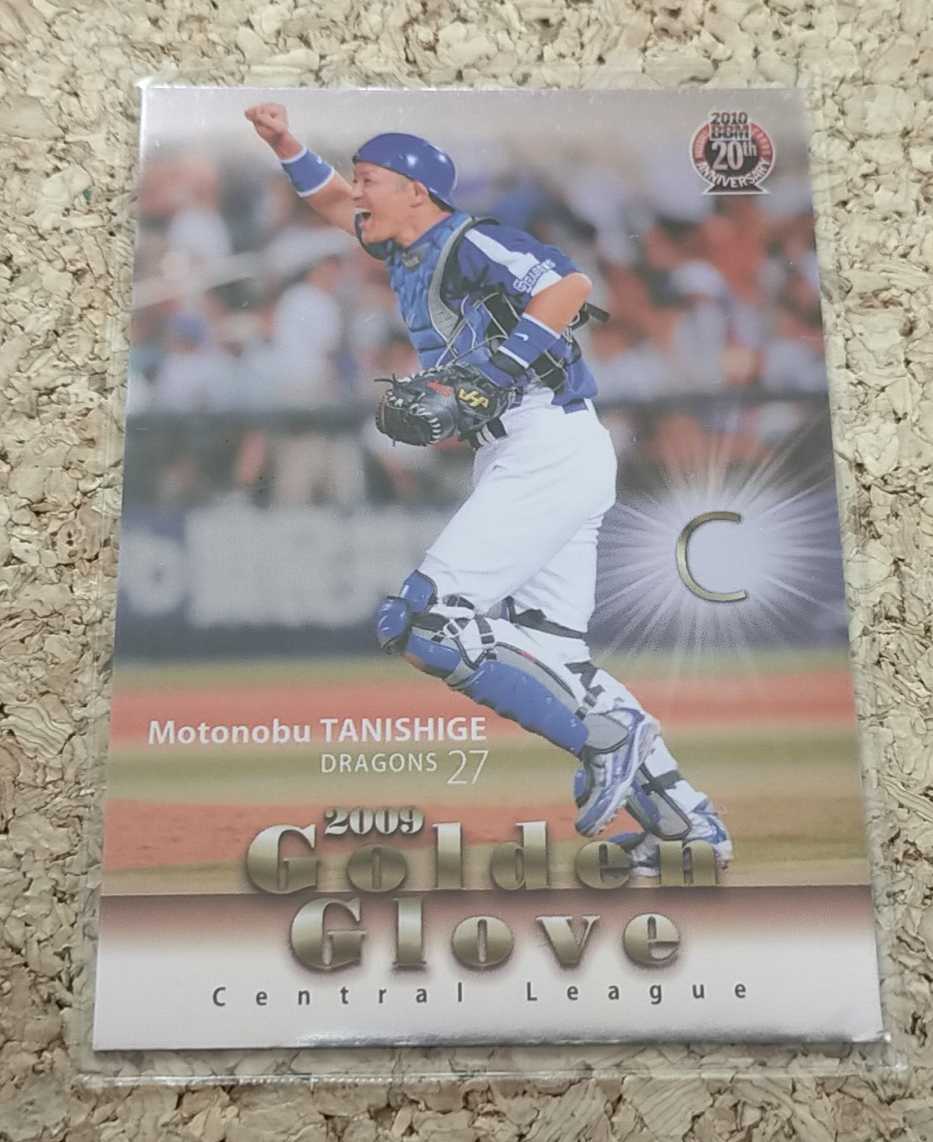 2010
BBM
20th
ANNIVERSARY
C
Motonobu TANISHIGE
DRAGONS 27
2009
Golden
Glove
Central League